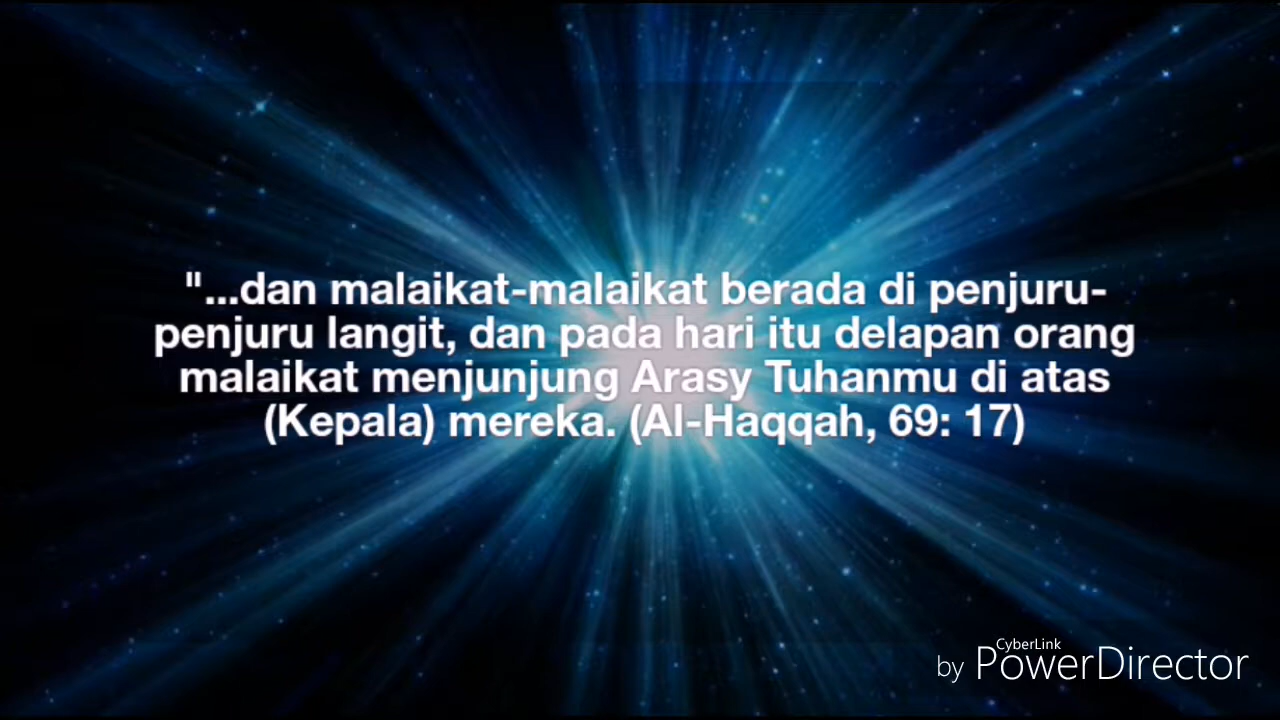 "...dan malaikat-malaikat berada di penjuru-
penjuru langit, dan pada hari itu delapan orang
malaikat menjunjung Arasy Tuhanmu di atas
(Kepala) mereka. (Al-Haqqah, 69: 17)
CyberLink
by PowerDirector